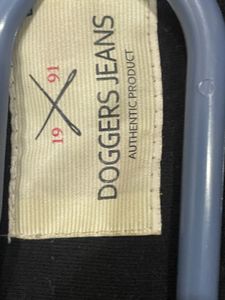 19 91
DOGGERS JEANS
AUTHENTIC PRODUCT